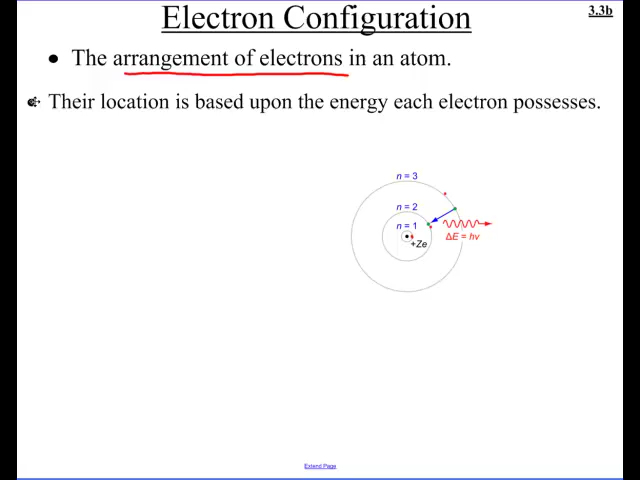 Electron Configuration
3.3b
• The arrangement of electrons in an atom.
Their location is based upon the energy each electron possesses.
n = 3
n = 2
n = 1
+Ze
ΔE = hν
Extend Page